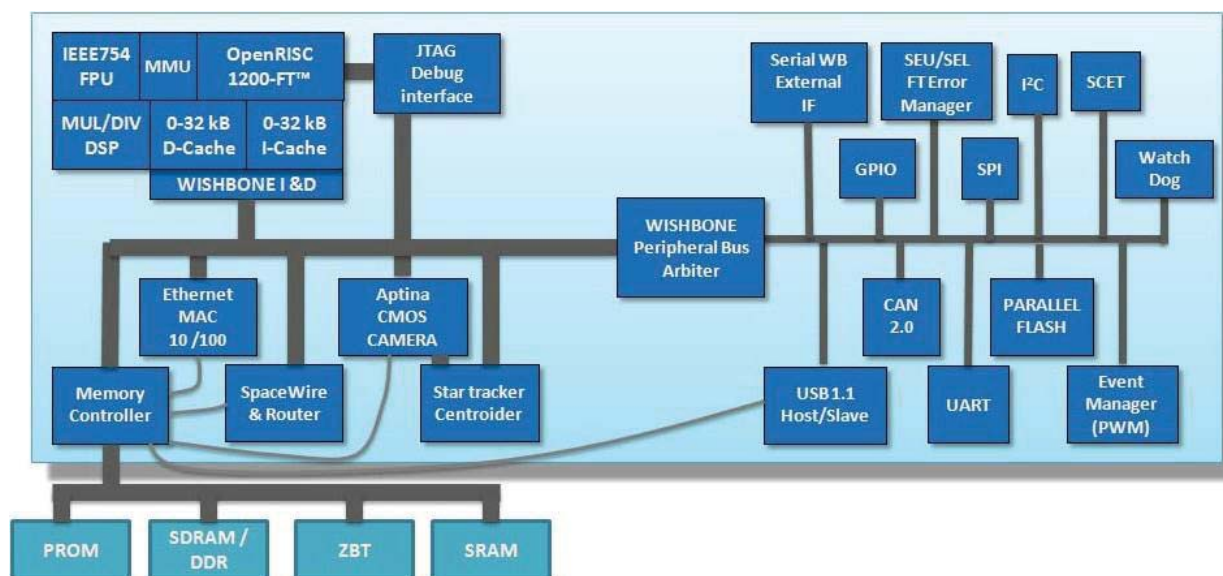 IEEE754
FPU
MMU
OpenRISC
1200-FT™
JTAG
Debug
interface
MUL/DIV
DSP
0-32 kB
D-Cache
0-32 kB
I-Cache
WISHBONE I &D
Serial WB
External
IF
SEU/SEL
FT Error
Manager
I²C
SCET
GPIO
SPI
Watch
Dog
WISHBONE
Peripheral Bus
Arbiter
Ethernet
MAC
10 /100
Aptina
CMOS
CAMERA
CAN
2.0
PARALLEL
FLASH
Memory
Controller
SpaceWire
& Router
Star tracker
Centroider
USB 1.1
Host/Slave
UART
Event
Manager
(PWM)
PROM
SDRAM /
DDR
ZBT
SRAM